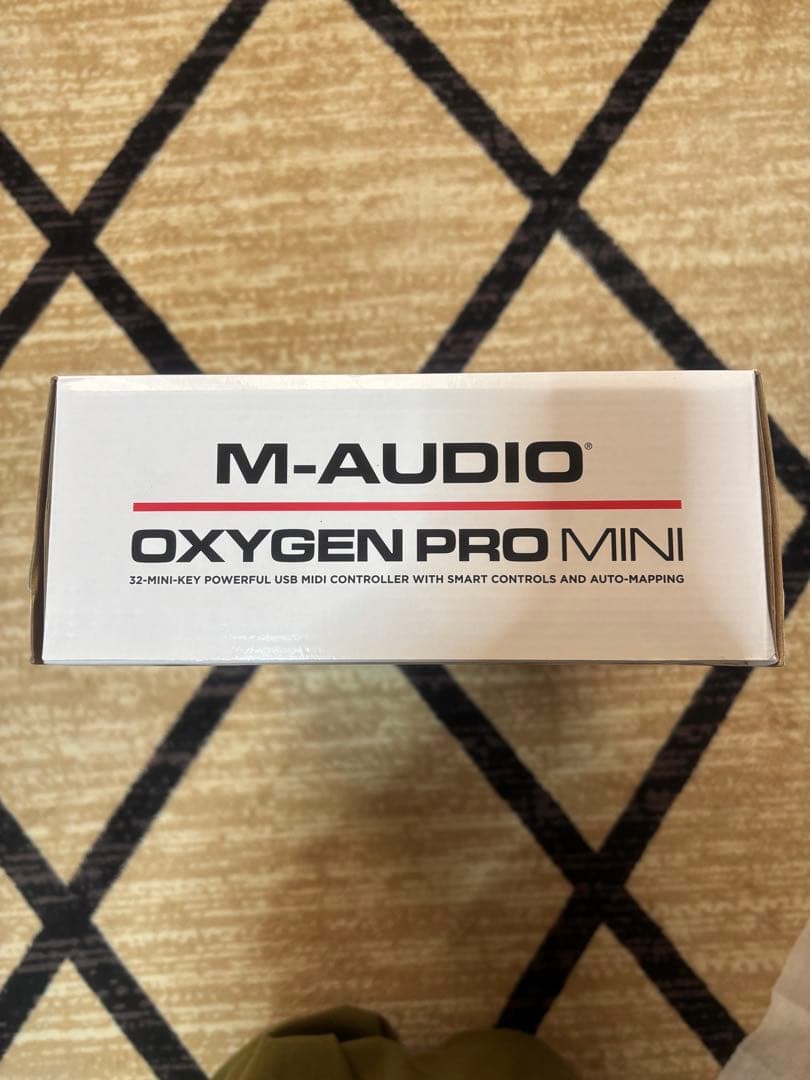 M-AUDIO®
OXYGEN PRO MINI
32-MINI-KEY POWERFUL USB MIDI CONTROLLER WITH SMART CONTROLS AND AUTO-MAPPING